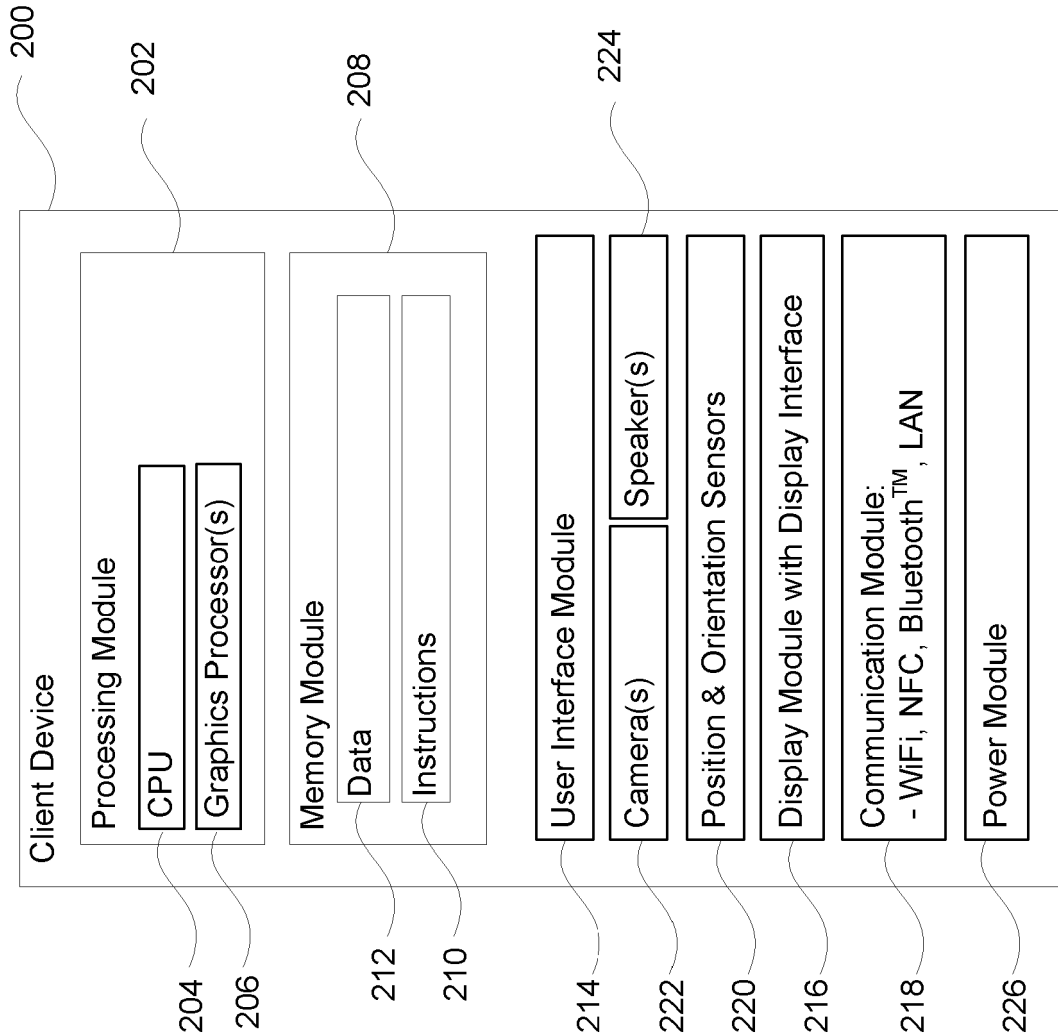 Client Device
200
Processing Module
202
CPU
204
Graphics Processor(s)
206
Memory Module
208
Data
212
Instructions
210
User Interface Module
214
Camera(s)
222
Speaker(s)
224
Position & Orientation Sensors
220
Display Module with Display Interface
216
Communication Module:
- WiFi, NFC, Bluetooth™, LAN
218
Power Module
226